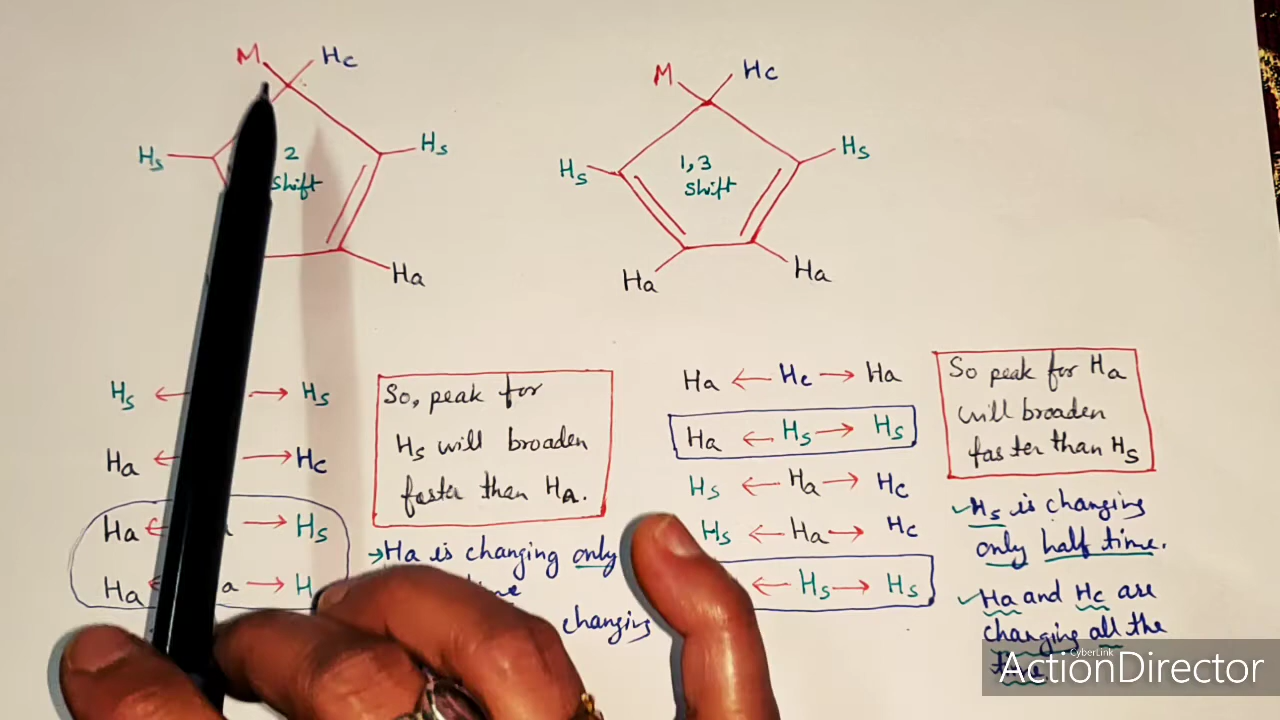 M Hc
Hs Hs
2
shift
Ha
M Hc
Hs Hs
1,3
shift
Ha Ha
Hs ← → Hs
Ha ← → Hc
Ha ← → Hs
Ha → H
So, peak for
Hs will broaden
faster than Ha.
→Ha is changing only
changing
Ha ← Hc → Ha
Ha ← Hs → Hs
Hs ← Ha → Hc
Hs ← Ha → Hc
← Hs → Hs
So peak for Ha
will broaden
faster than Hs
✓Hs is changing
only half time.
✓Ha and Hc are
changing all the
CyberLink
ActionDirector